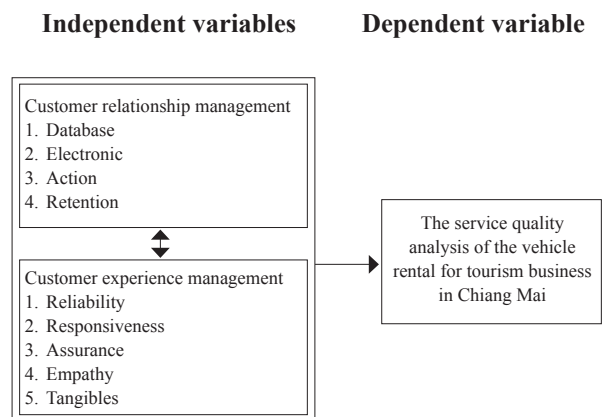 Independent variables
Dependent variable
Customer relationship management
1. Database
2. Electronic
3. Action
4. Retention
Customer experience management
1. Reliability
2. Responsiveness
3. Assurance
4. Empathy
5. Tangibles
The service quality
analysis of the vehicle
rental for tourism business
in Chiang Mai